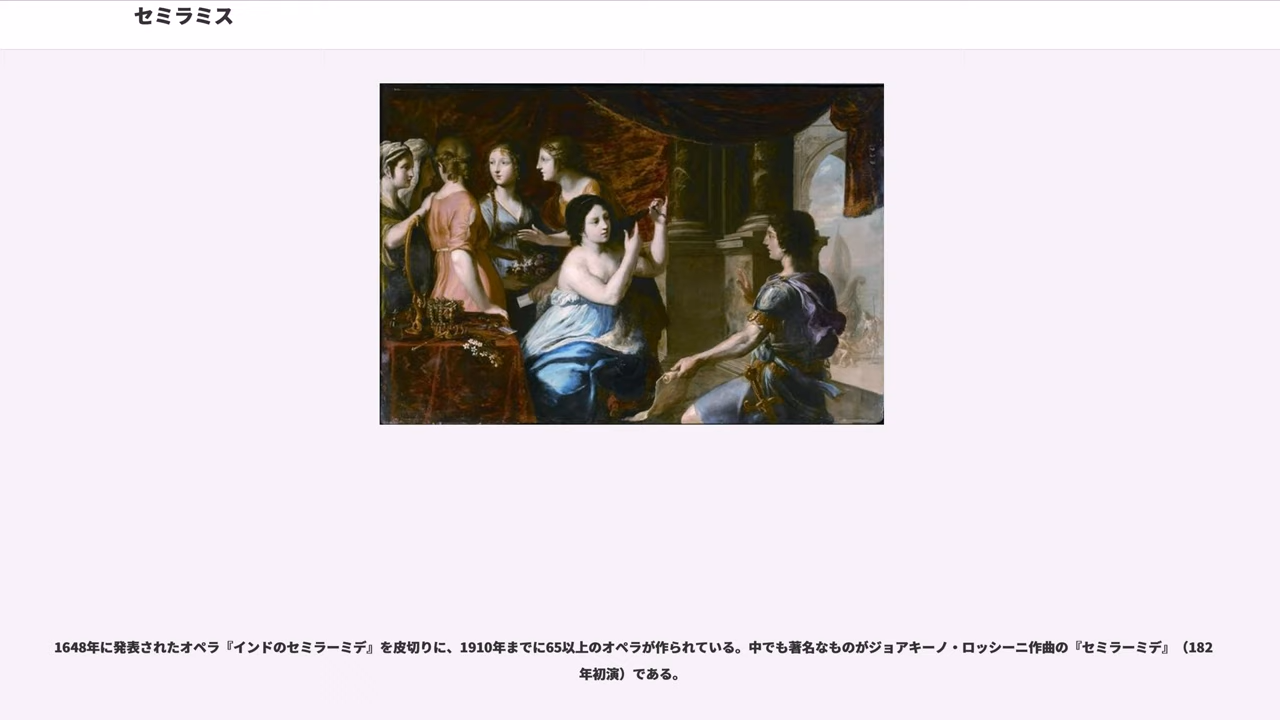 セミラミス
1648年に発表されたオペラ『インドのセミラーミデ』を皮切りに、1910年までに65以上のオペラが作られている。中でも著名なものがジョアキーノ・ロッシーニ作曲の『セミラーミデ』（182
年初演）である。